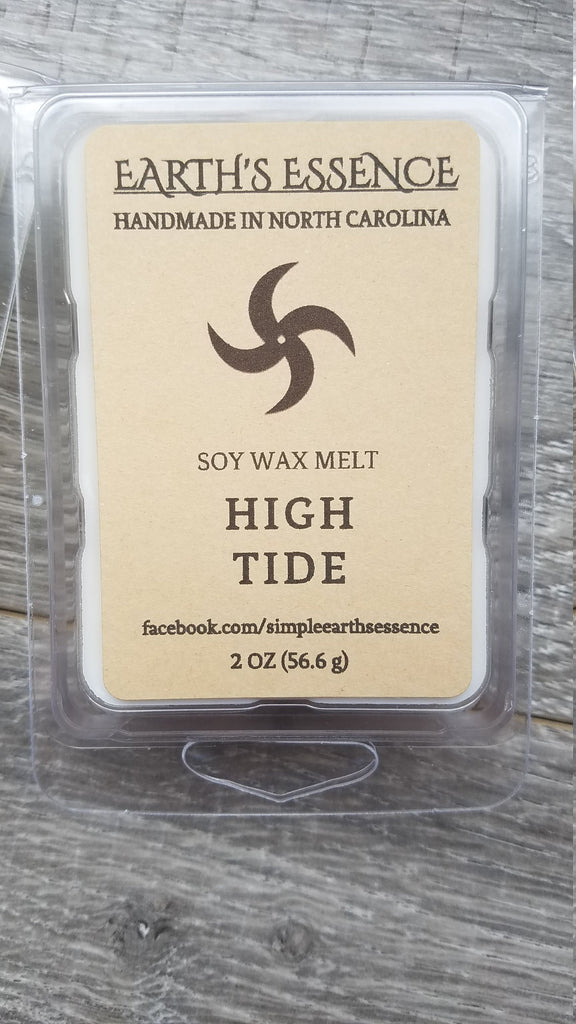 EARTH'S ESSENCE
HANDMADE IN NORTH CAROLINA
SOY WAX MELT
HIGH
TIDE
facebook.com/simpleearthsessence
2 OZ (56.6 g)